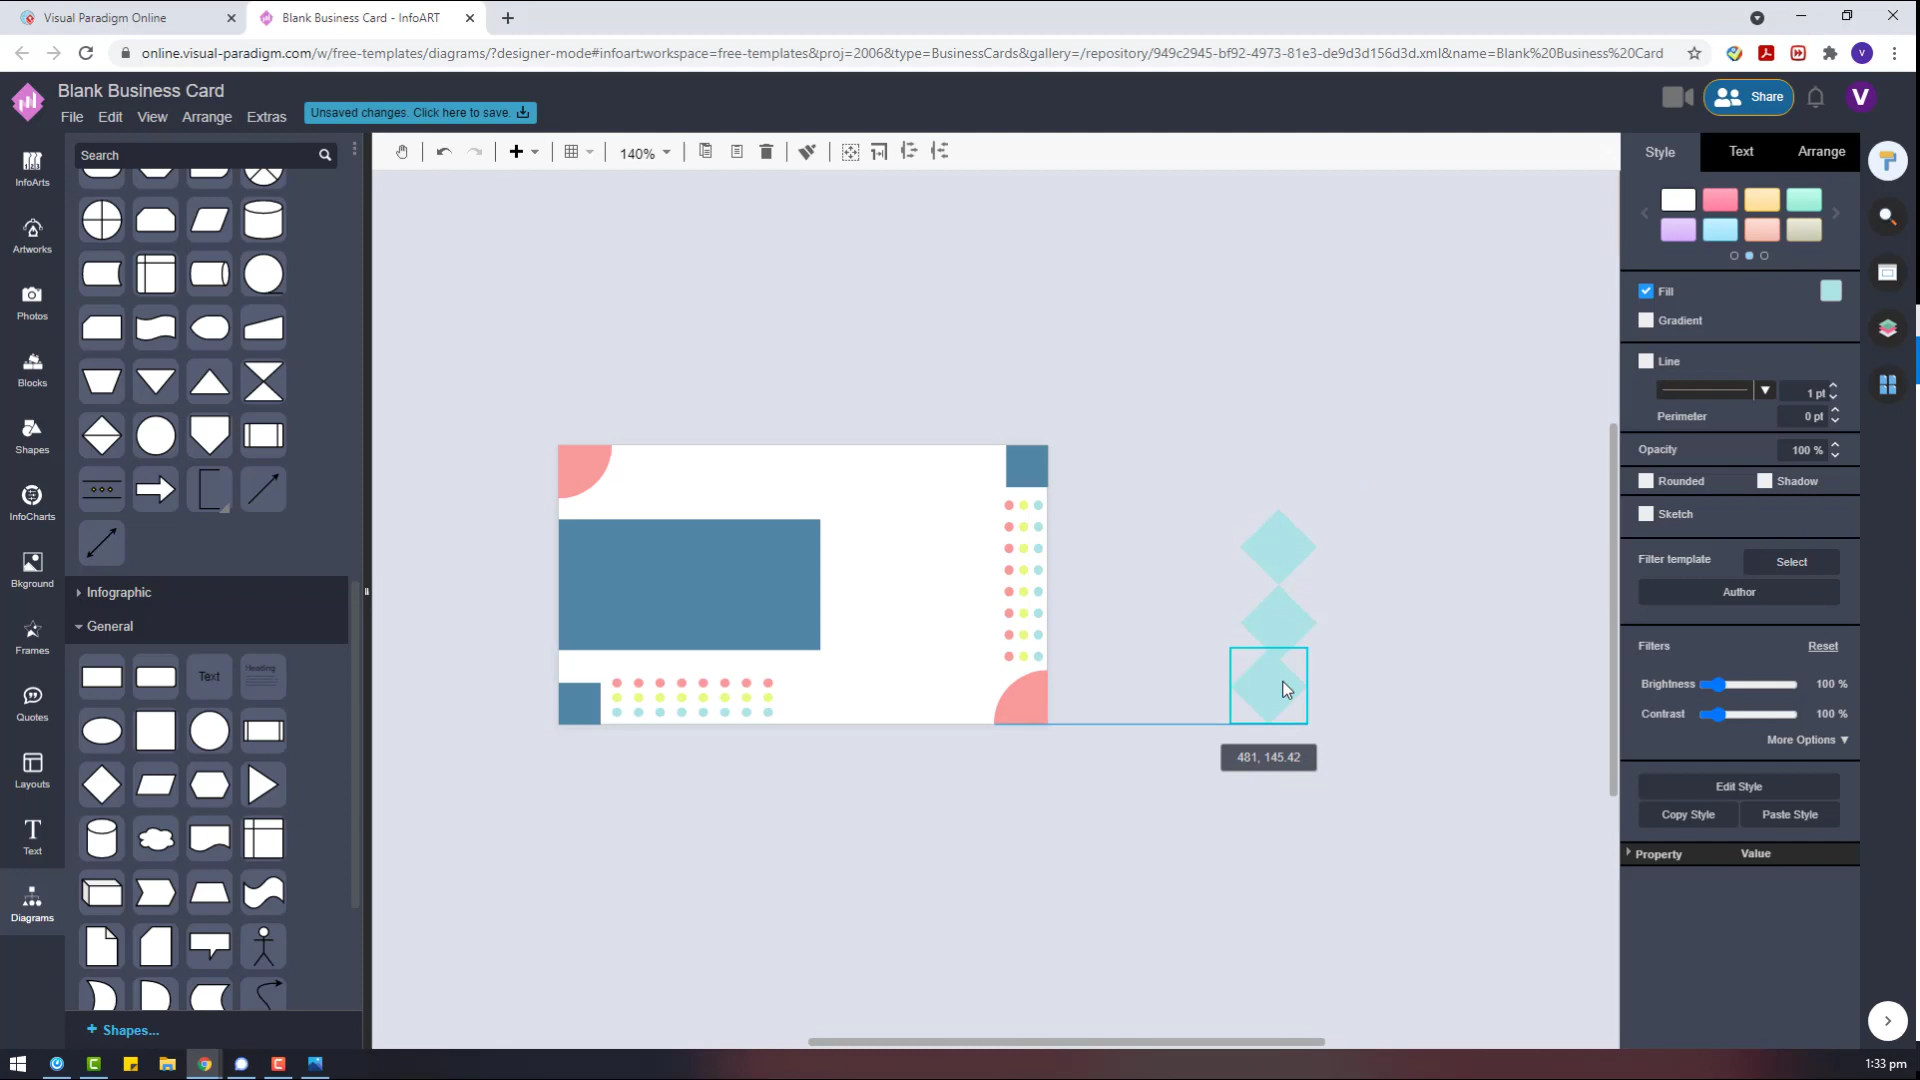 Visual Paradigm Online
Blank Business Card - InfoART
online.visual-paradigm.com/w/free-templates/diagrams/?designer-mode#infoart:workspace=free-templates&proj=2006&type=BusinessCards&gallery=/repository/949c2945-bf92-4973-81e3-de9d3d156d3d.xml&name=Blank%20Business%20Card
V
Blank Business Card
File
Edit
View
Arrange
Extras
Unsaved changes. Click here to save.
Share
V
InfoArts
Artworks
Photos
Blocks
Shapes
InfoCharts
Bkground
Frames
Quotes
Layouts
Text
Diagrams
Search
Infographic
General
Text
Heading
+ Shapes...
140%
481, 145.42
Style
Text
Arrange
Fill
Gradient
Line
1 pt
Perimeter
0 pt
Opacity
100 %
Rounded
Shadow
Sketch
Filter template
Select
Author
Filters
Reset
Brightness
100 %
Contrast
100 %
More Options ▼
Edit Style
Copy Style
Paste Style
Property
Value
1:33 pm